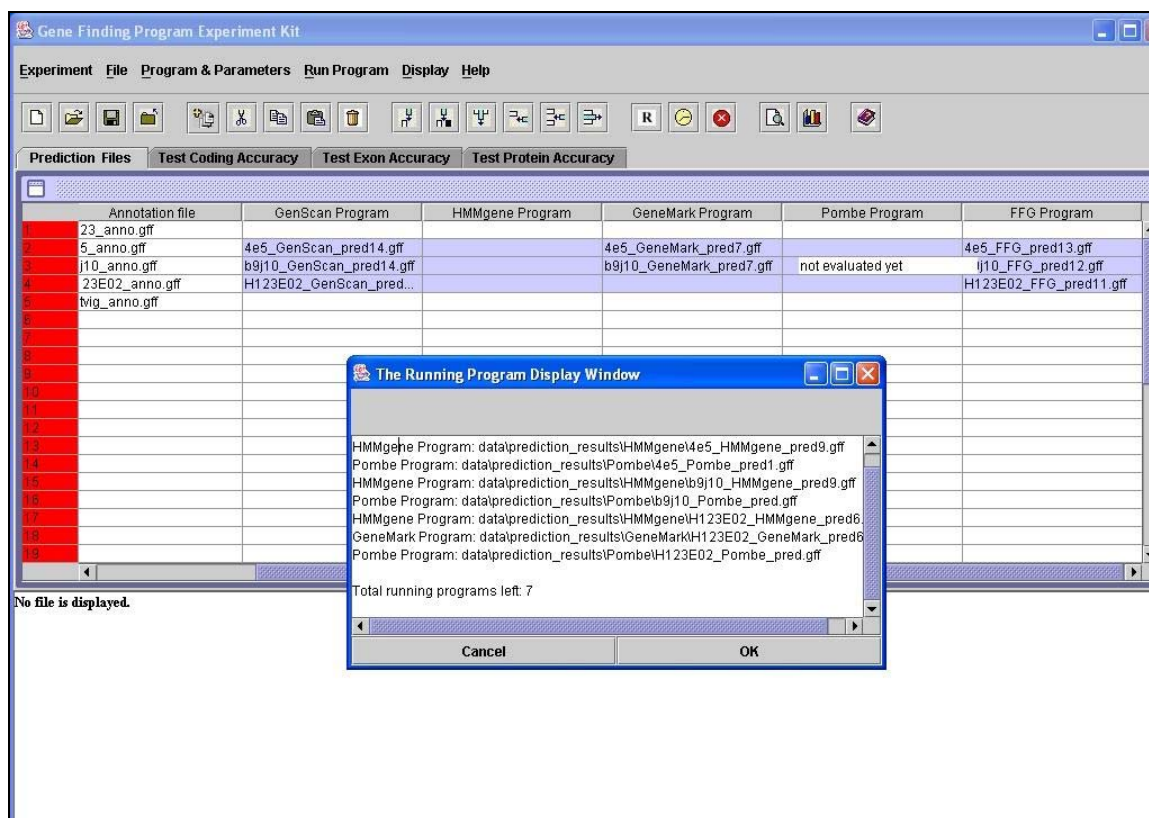 Gene Finding Program Experiment Kit
Experiment File Program & Parameters Run Program Display Help
R
Prediction Files Test Coding Accuracy Test Exon Accuracy Test Protein Accuracy
Annotation file GenScan Program HMMgene Program GeneMark Program Pombe Program FFG Program
1 23_anno.gff
2 5_anno.gff 4e5_GenScan_pred14.gff 4e5_GeneMark_pred7.gff 4e5_FFG_pred13.gff
3 j10_anno.gff b9j10_GenScan_pred14.gff b9j10_GeneMark_pred7.gff not evaluated yet j10_FFG_pred12.gff
4 23E02_anno.gff H123E02_GenScan_pred... H123E02_FFG_pred11.gff
5 tvig_anno.gff
6
7
8
9
10
11
12
13
14
15
16
17
18
19
The Running Program Display Window
HMMgene Program: data\prediction_results\HMMgene\4e5_HMMgene_pred9.gff
Pombe Program: data\prediction_results\Pombe\4e5_Pombe_pred1.gff
HMMgene Program: data\prediction_results\HMMgene\b9j10_HMMgene_pred9.gff
Pombe Program: data\prediction_results\Pombe\b9j10_Pombe_pred.gff
HMMgene Program: data\prediction_results\HMMgene\H123E02_HMMgene_pred6.
GeneMark Program: data\prediction_results\GeneMark\H123E02_GeneMark_pred6
Pombe Program: data\prediction_results\Pombe\H123E02_Pombe_pred.gff
Total running programs left: 7
Cancel OK
No file is displayed.